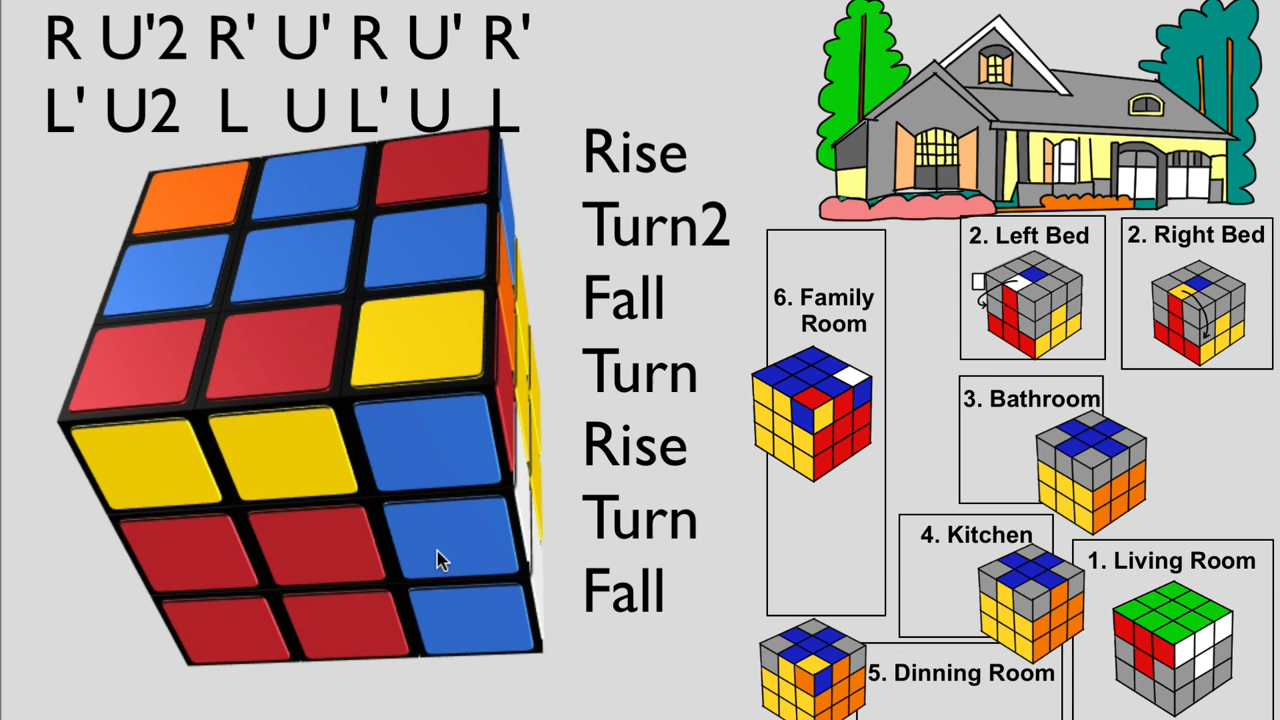 R U'2 R' U' R U' R'
L' U2 L U L' U L
Rise
Turn2
Fall
Turn
Rise
Turn
Fall
2. Left Bed
2. Right Bed
6. Family
Room
3. Bathroom
4. Kitchen
1. Living Room
5. Dinning Room